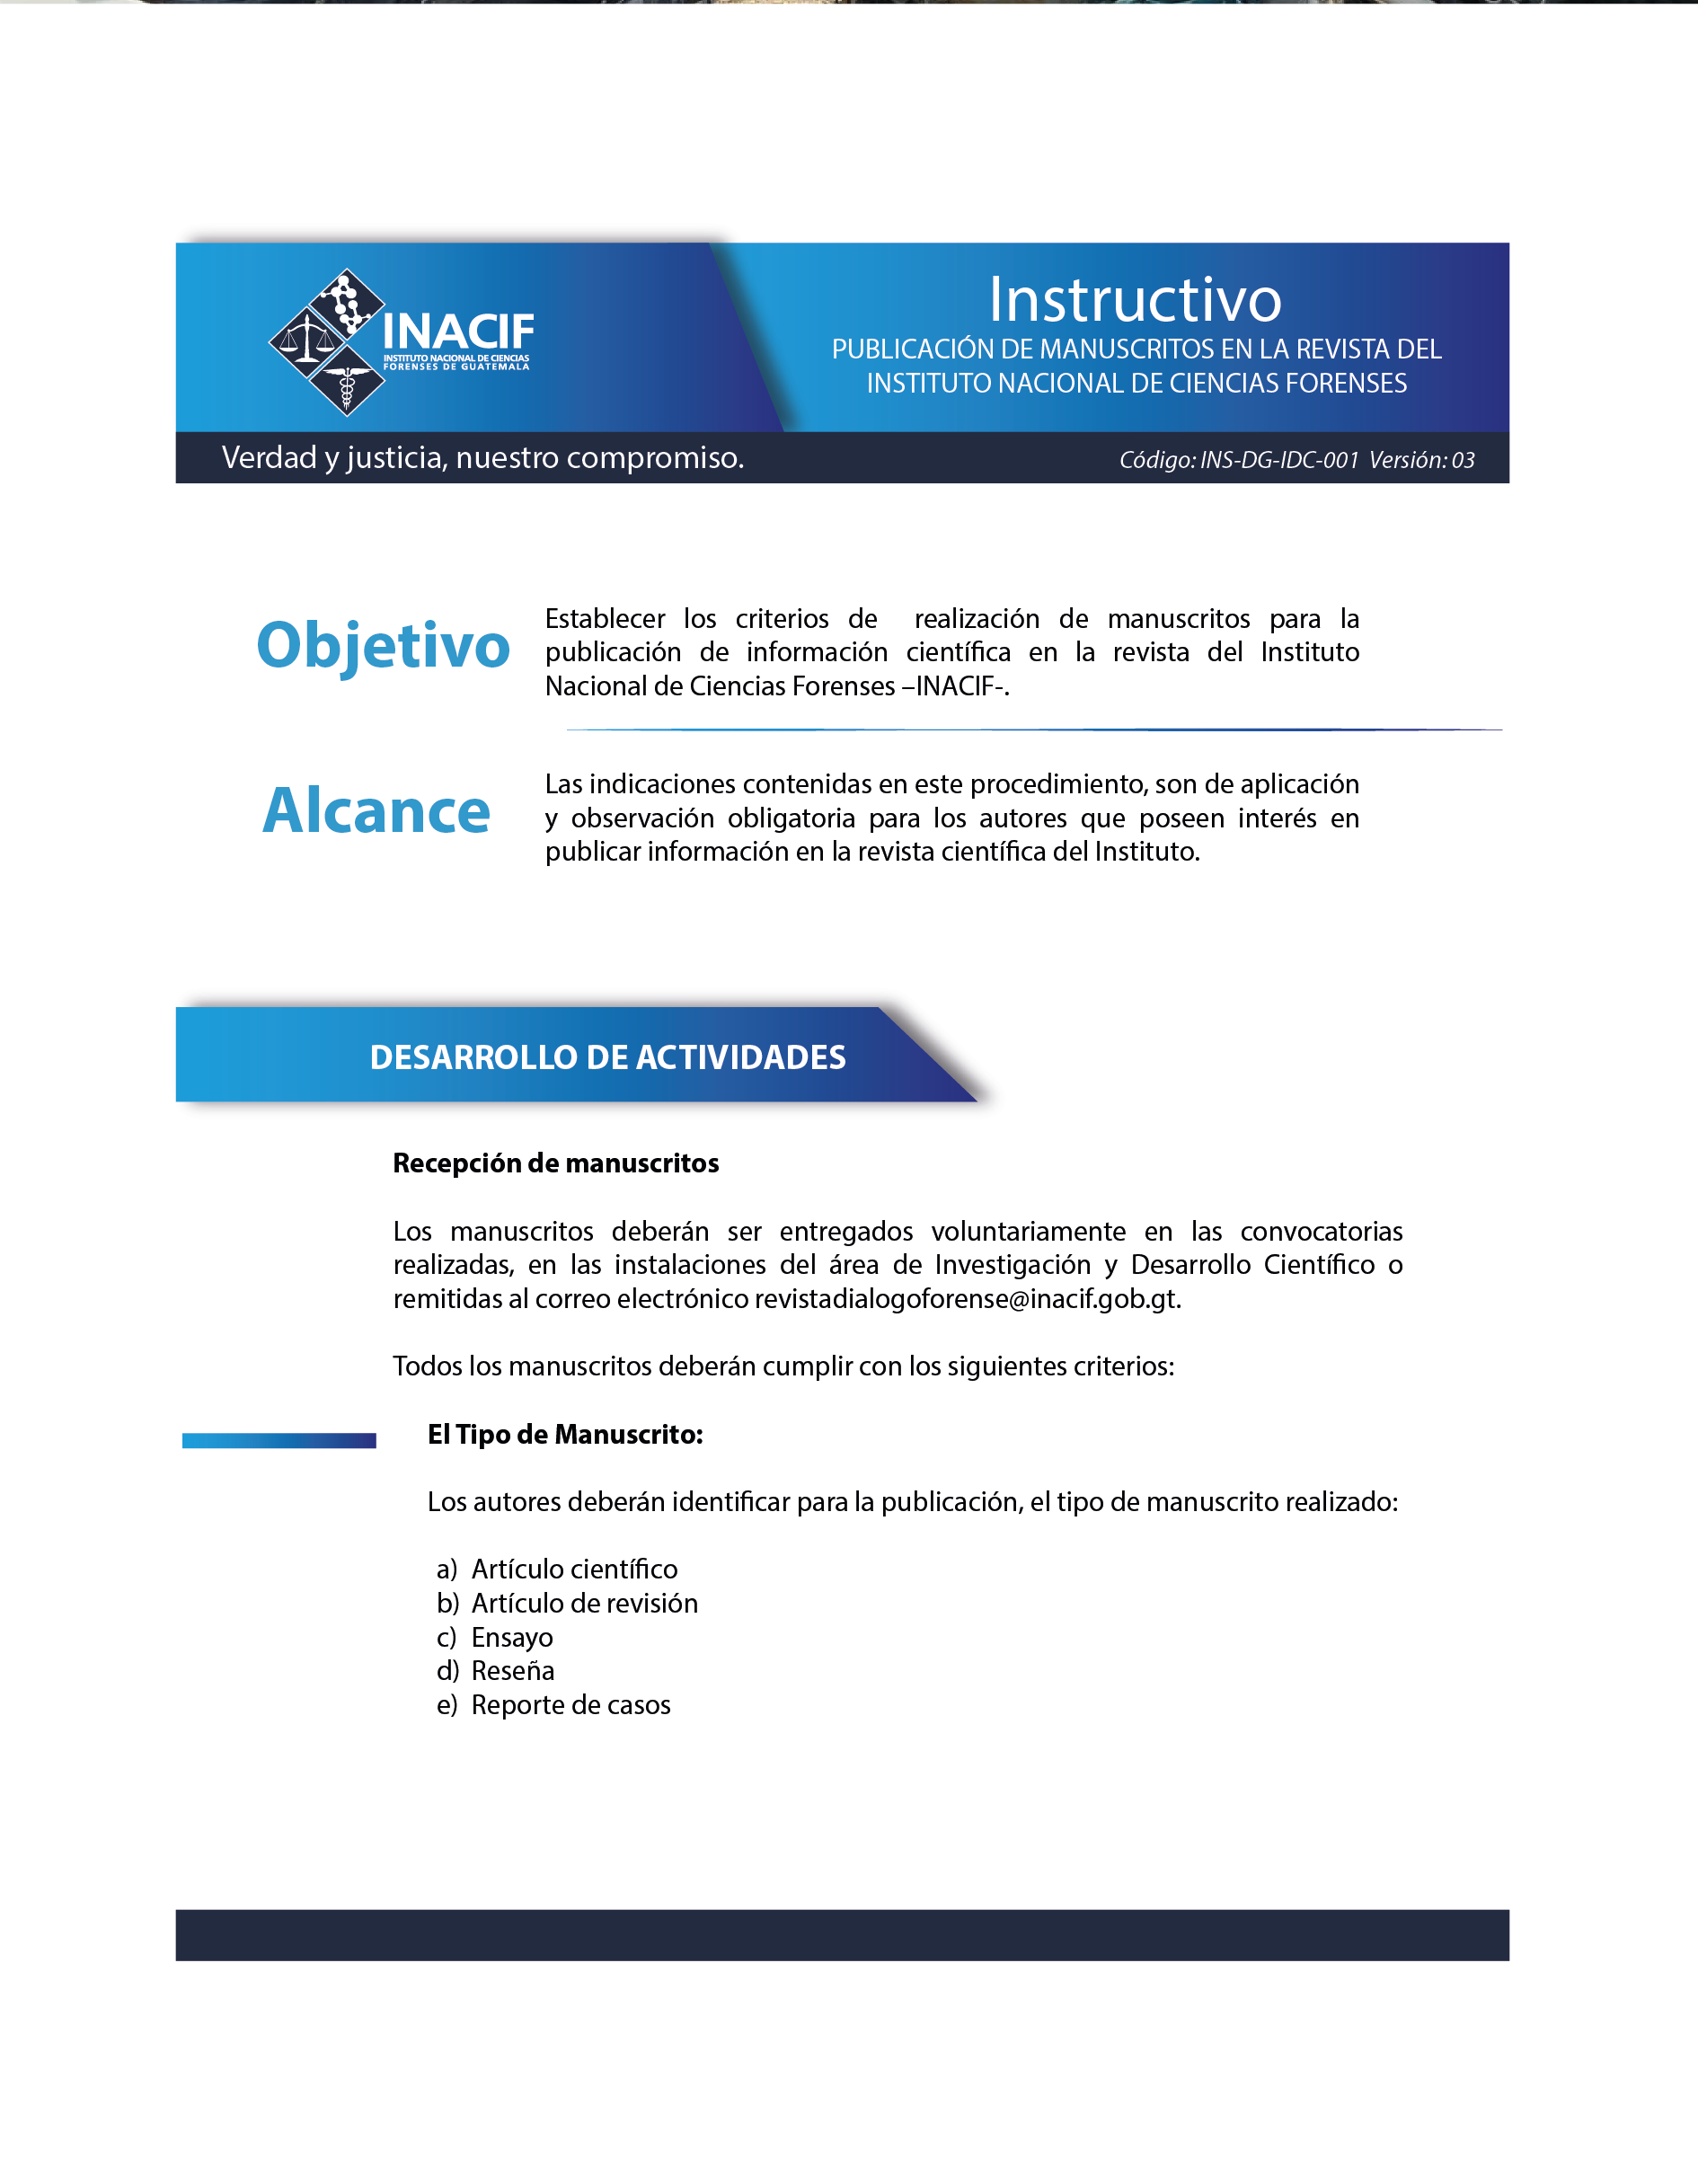 INACIF
INSTITUTO NACIONAL DE CIENCIAS
FORENSES DE GUATEMALA
Instructivo
PUBLICACIÓN DE MANUSCRITOS EN LA REVISTA DEL
INSTITUTO NACIONAL DE CIENCIAS FORENSES
Verdad y justicia, nuestro compromiso.
Código: INS-DG-IDC-001 Versión: 03
Objetivo
Establecer los criterios de realización de manuscritos para la
publicación de información científica en la revista del Instituto
Nacional de Ciencias Forenses –INACIF-.
Alcance
Las indicaciones contenidas en este procedimiento, son de aplicación
y observación obligatoria para los autores que poseen interés en
publicar información en la revista científica del Instituto.
DESARROLLO DE ACTIVIDADES
Recepción de manuscritos
Los manuscritos deberán ser entregados voluntariamente en las convocatorias
realizadas, en las instalaciones del área de Investigación y Desarrollo Científico o
remitidas al correo electrónico revistadialogoforense@inacif.gob.gt.
Todos los manuscritos deberán cumplir con los siguientes criterios:
El Tipo de Manuscrito:
Los autores deberán identificar para la publicación, el tipo de manuscrito realizado:
a) Artículo científico
b) Artículo de revisión
c) Ensayo
d) Reseña
e) Reporte de casos